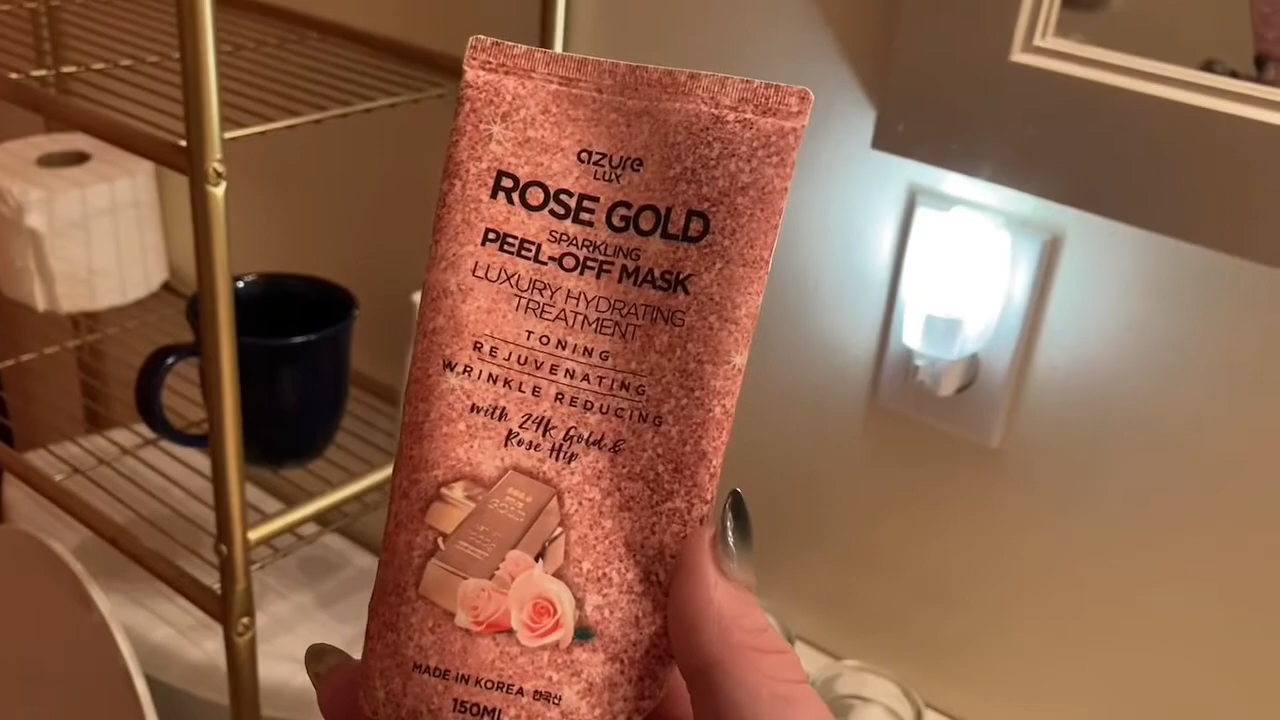 azure
LUX
ROSE GOLD
SPARKLING
PEEL-OFF MASK
LUXURY HYDRATING
TREATMENT
TONING
REJUVENATING
WRINKLE REDUCING
with 24K Gold &
Rose Hip
GOLD
MADE IN KOREA 한국산
150ML